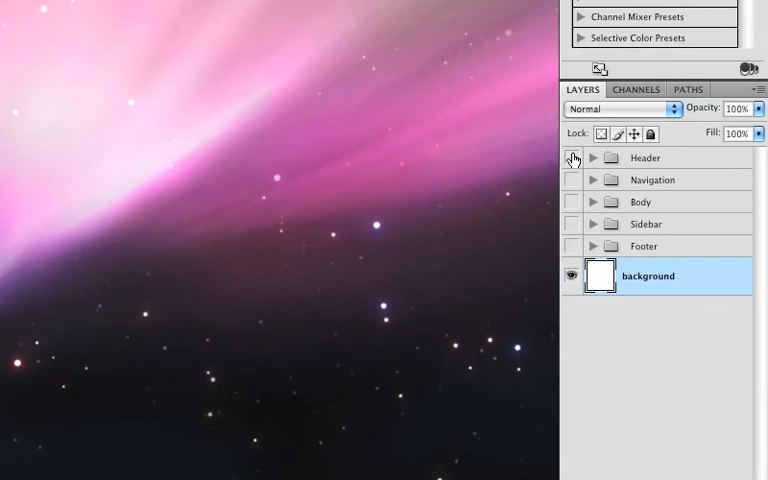 Channel Mixer Presets
Selective Color Presets
LAYERS CHANNELS PATHS
Normal Opacity: 100%
Lock: Fill: 100%
Header
Navigation
Body
Sidebar
Footer
background